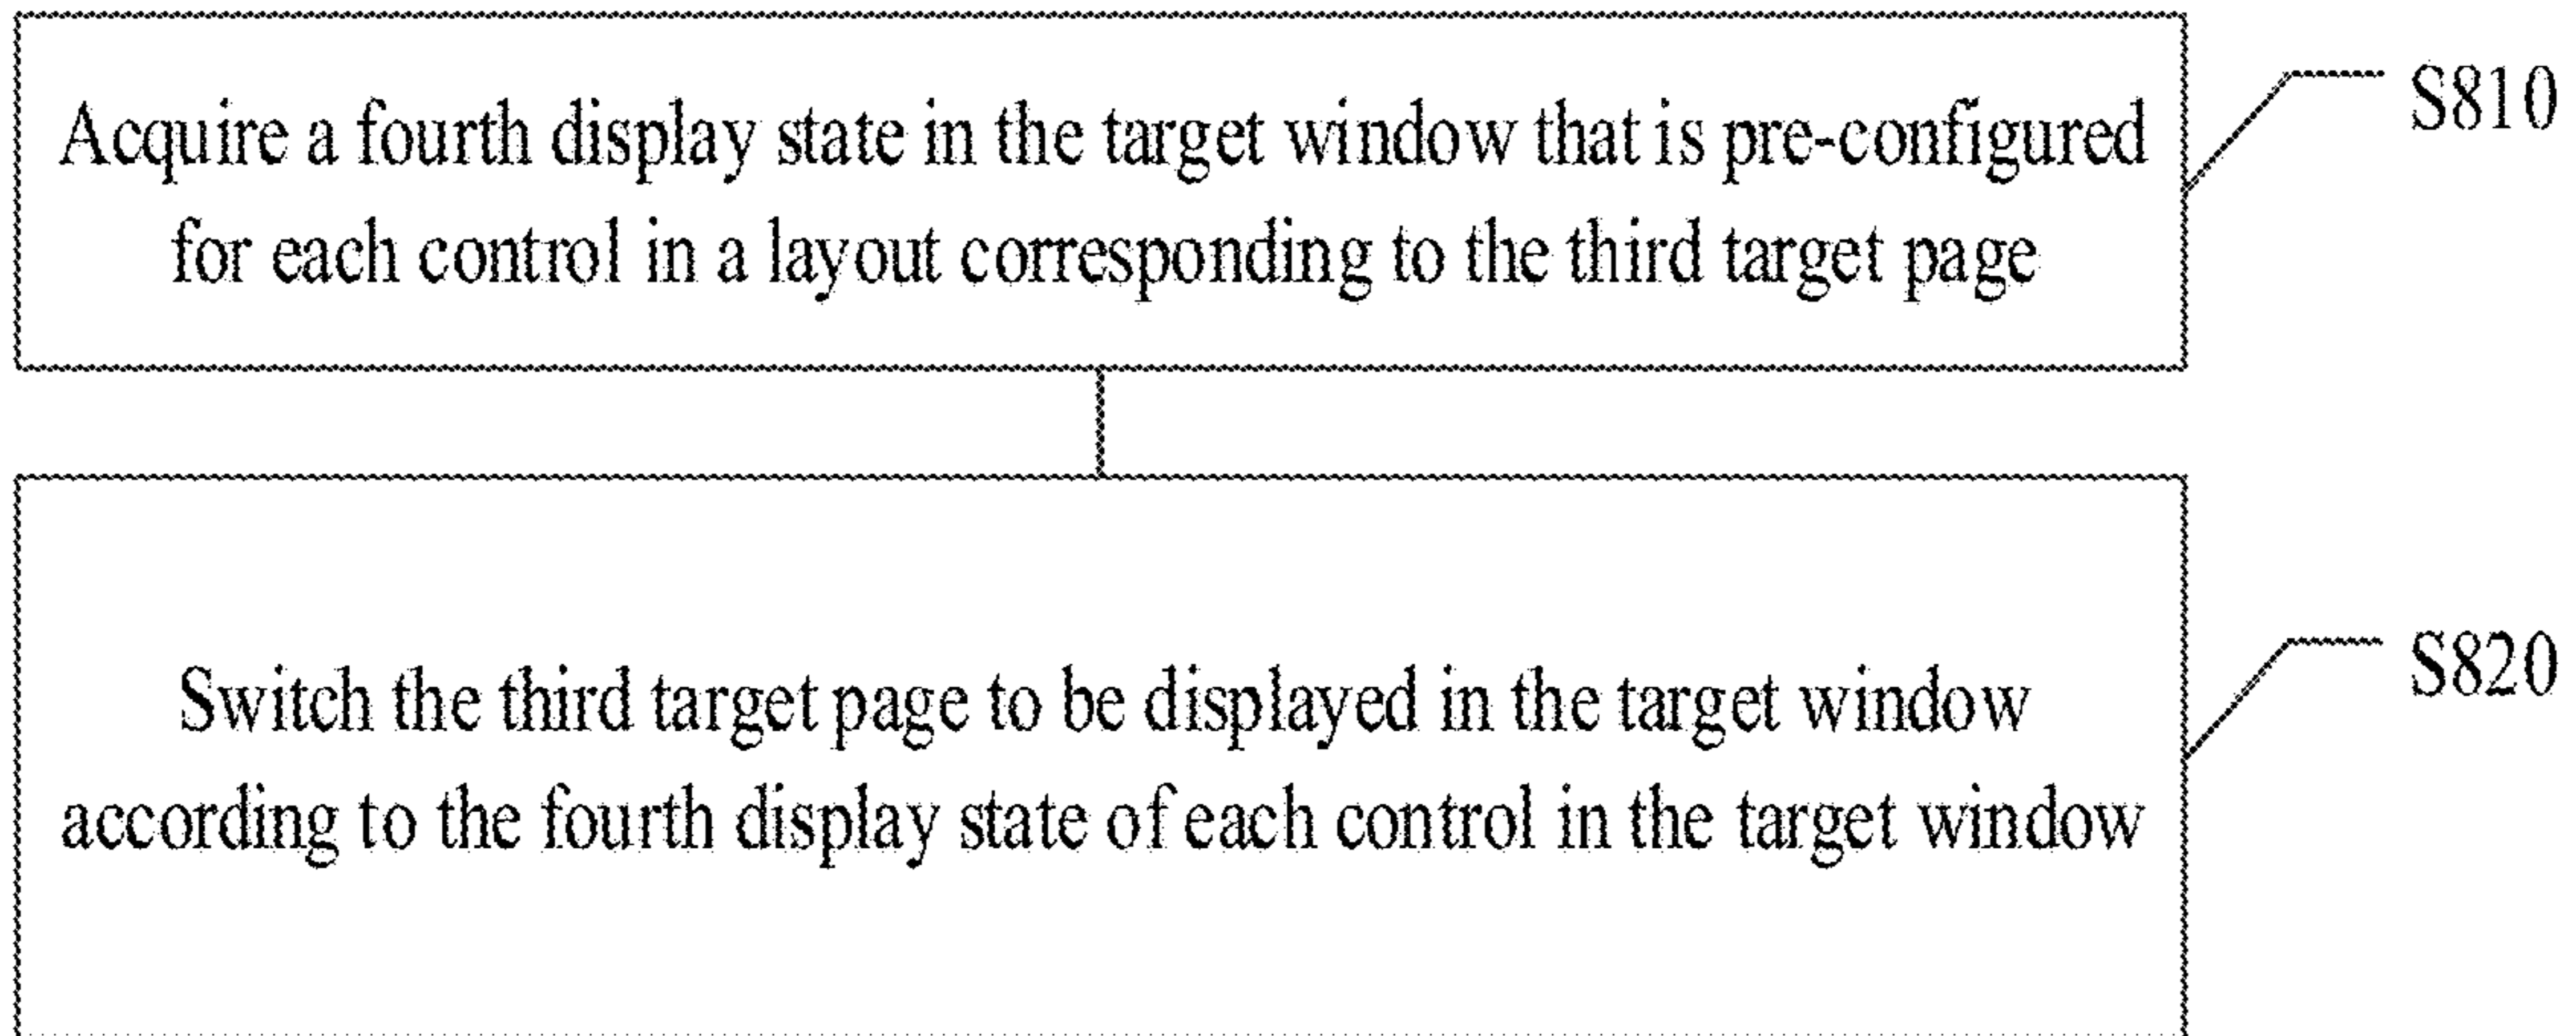 Acquire a fourth display state in the target window that is pre-configured
for each control in a layout corresponding to the third target page
S810
Switch the third target page to be displayed in the target window
according to the fourth display state of each control in the target window
S820